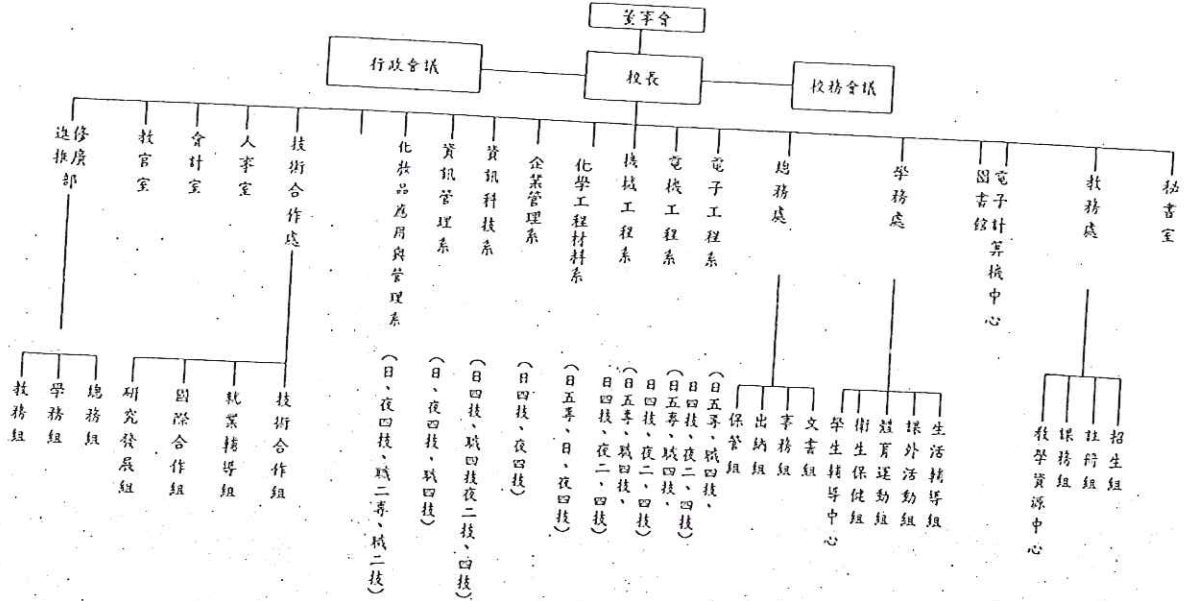 董事會
行政會議
校長
校務會議
秘書室
教務處
電子計算機中心
圖書館
學務處
總務處
電子工程系
電機工程系
機械工程系
化學工程材料系
企業管理系
資訊科技系
資訊管理系
化妝品應用與管理系
技術合作處
人事室
會計室
教官室
進修
推廣部
招生組
註冊組
課務組
教學資源中心
生活輔導組
課外活動組
體育運動組
衛生保健組
學生輔導中心
文書組
事務組
出納組
保管組
(日五專、職四技、
日四技、夜二、四技)
(日五專、職四技、
日四技、夜二、四技)
(日五專、職四技、
日四技、夜二、四技)
(日五專、日、夜四技)
(日四技、夜四技)
(日四技、職四技夜二技、四技)
(日、夜四技、職四技)
(日、夜四技、職二專、職二技)
技術合作組
就業輔導組
國際合作組
研究發展組
總務組
學務組
教務組